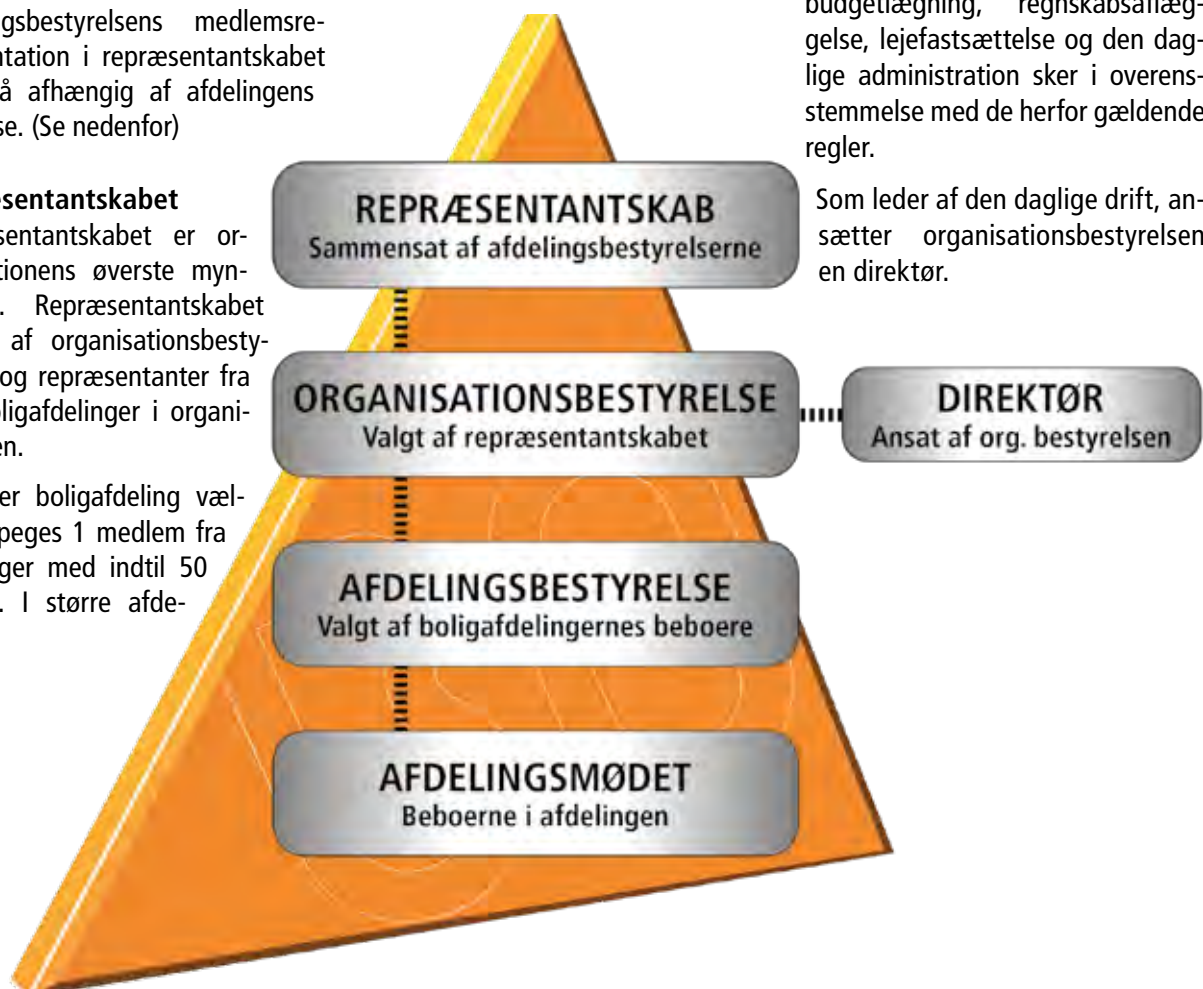 gsbestyrelsens medlemsre-
ntation i repræsentantskabet
å afhængig af afdelingens
se. (Se nedenfor)
esentantskabet
sentantskabet er or-
tionens øverste myn-
. Repræsentantskabet
af organisationsbesty-
og repræsentanter fra
oligafdelinger i organi-
en.
er boligafdeling væl-
peges 1 medlem fra
ger med indtil 50
. I større afde-
REPRÆSENTANTSKAB
Sammensat af afdelingsbestyrelserne
ORGANISATIONSBESTYRELSE
Valgt af repræsentantskabet
DIREKTØR
Ansat af org. bestyrelsen
AFDELINGSBESTYRELSE
Valgt af boligafdelingernes beboere
AFDELINGSMØDET
Beboerne i afdelingen
budgetlægning, regnskabsaflæg-
gelse, lejefastsættelse og den dag-
lige administration sker i overens-
stemmelse med de herfor gældende
regler.
Som leder af den daglige drift, an-
sætter organisationsbestyrelsen
en direktør.